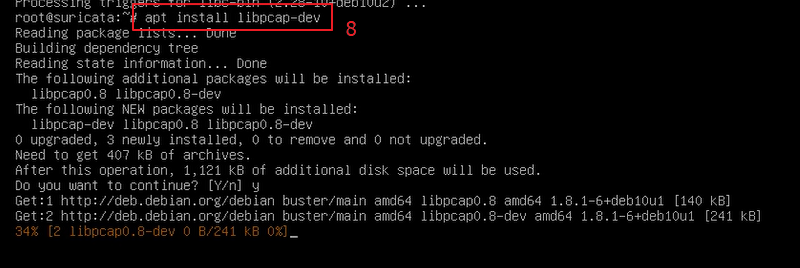 Processing triggers for libc-bin (2.28-10+deb10u2) ...
root@suricata:~# apt install libpcap-dev
8
Reading package lists... Done
Building dependency tree
Reading state information... Done
The following additional packages will be installed:
libpcap0.8 libpcap0.8-dev
The following NEW packages will be installed:
libpcap-dev libpcap0.8 libpcap0.8-dev
0 upgraded, 3 newly installed, 0 to remove and 0 not upgraded.
Need to get 407 kB of archives.
After this operation, 1,121 kB of additional disk space will be used.
Do you want to continue? [Y/n] y
Get:1 http://deb.debian.org/debian buster/main amd64 libpcap0.8 amd64 1.8.1-6+deb10u1 [140 kB]
Get:2 http://deb.debian.org/debian buster/main amd64 libpcap0.8-dev amd64 1.8.1-6+deb10u1 [241 kB]
34% [2 libpcap0.8-dev 0 B/241 kB 0%]_